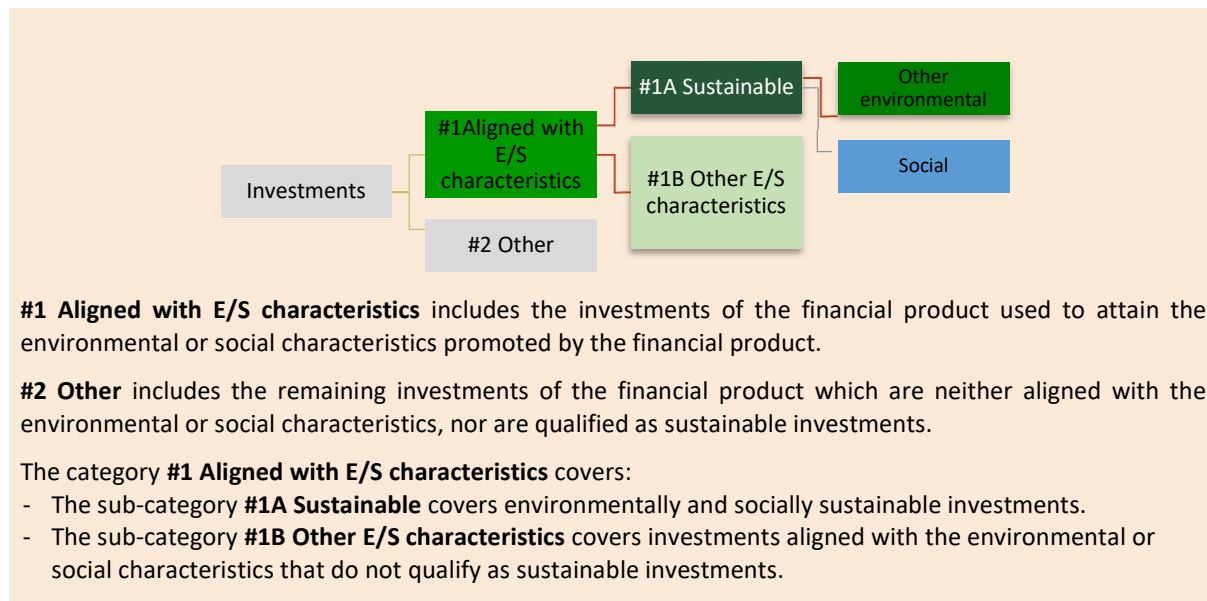 #1A Sustainable
Other
environmental
#1Aligned with
E/S
characteristics
Social
#1B Other E/S
characteristics
Investments
#2 Other
#1 Aligned with E/S characteristics includes the investments of the financial product used to attain the
environmental or social characteristics promoted by the financial product.
#2 Other includes the remaining investments of the financial product which are neither aligned with the
environmental or social characteristics, nor are qualified as sustainable investments.
The category #1 Aligned with E/S characteristics covers:
- The sub-category #1A Sustainable covers environmentally and socially sustainable investments.
- The sub-category #1B Other E/S characteristics covers investments aligned with the environmental or
social characteristics that do not qualify as sustainable investments.